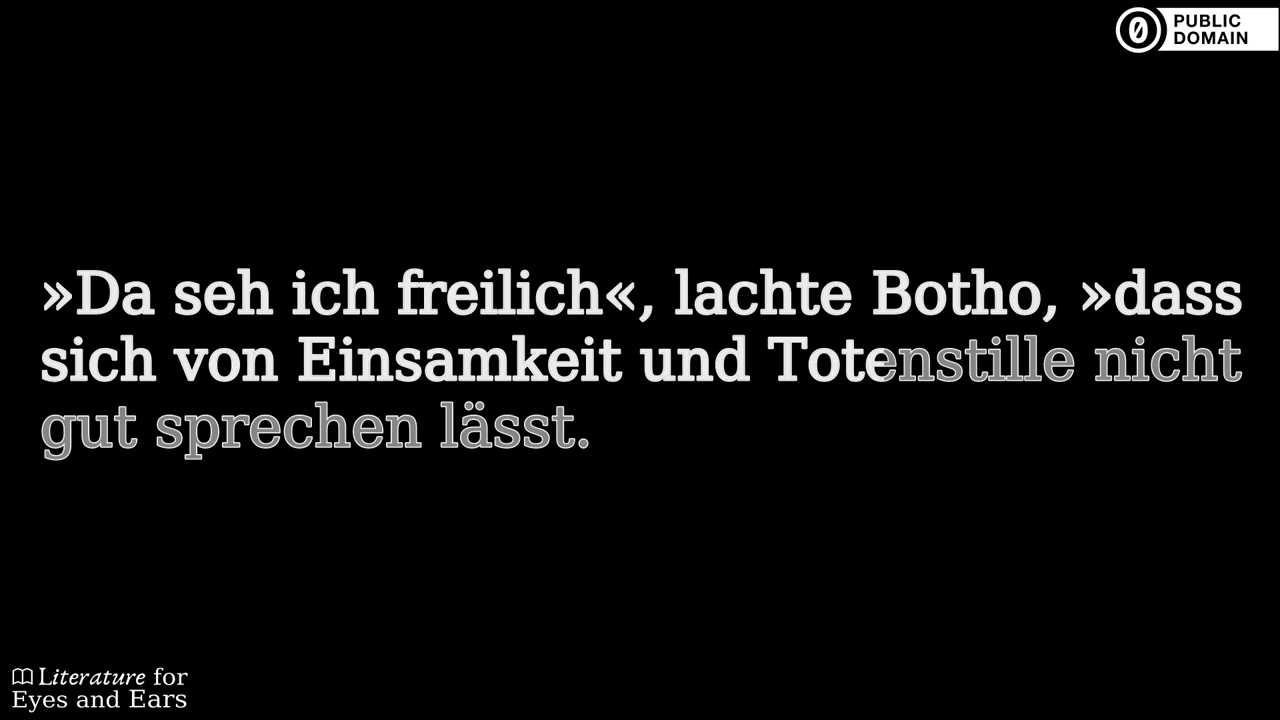 PUBLIC
DOMAIN
»Da seh ich freilich«, lachte Botho, »dass
sich von Einsamkeit und Totenstille nicht
gut sprechen lässt.
Literature for
Eyes and Ears